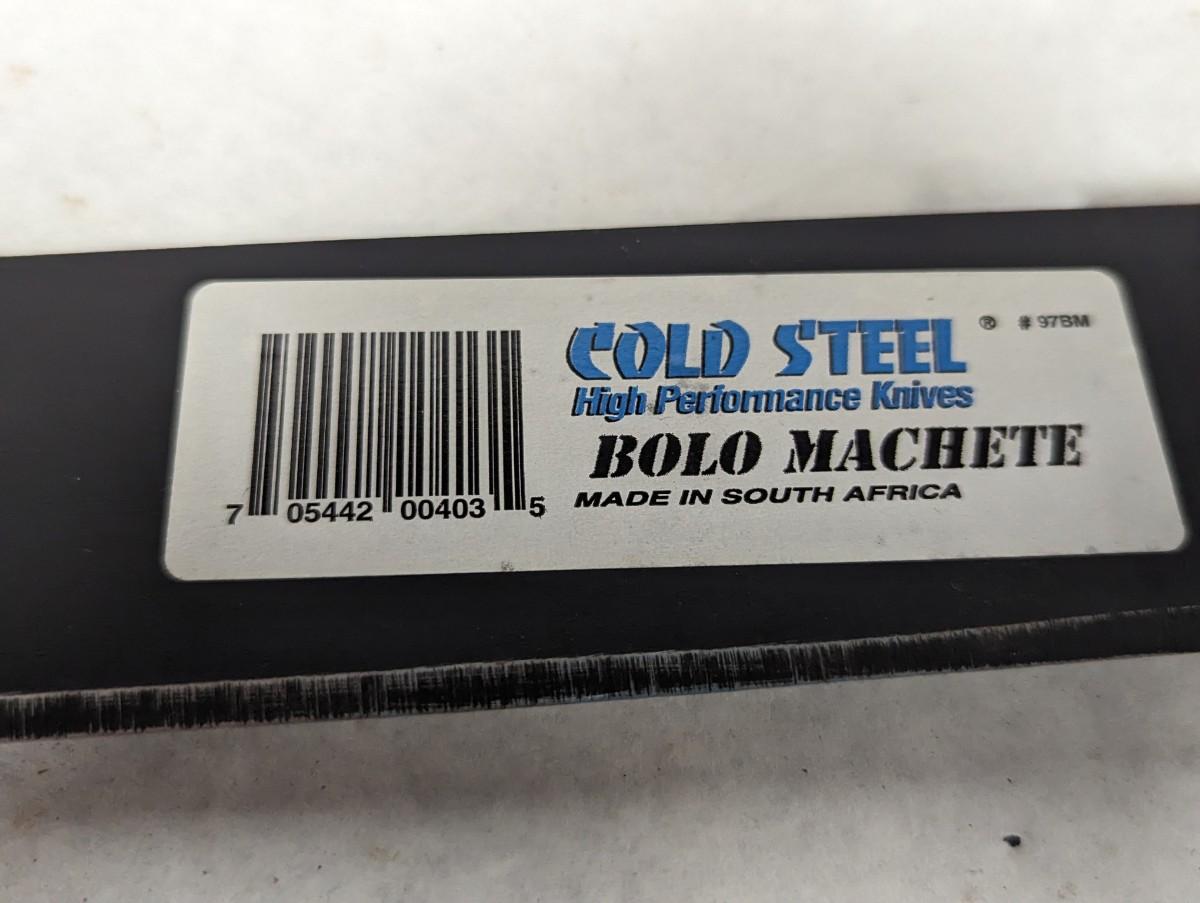 COLD STEEL ® # 97BM
High Performance Knives
BOLO MACHETE
MADE IN SOUTH AFRICA
7 05442 00403 5